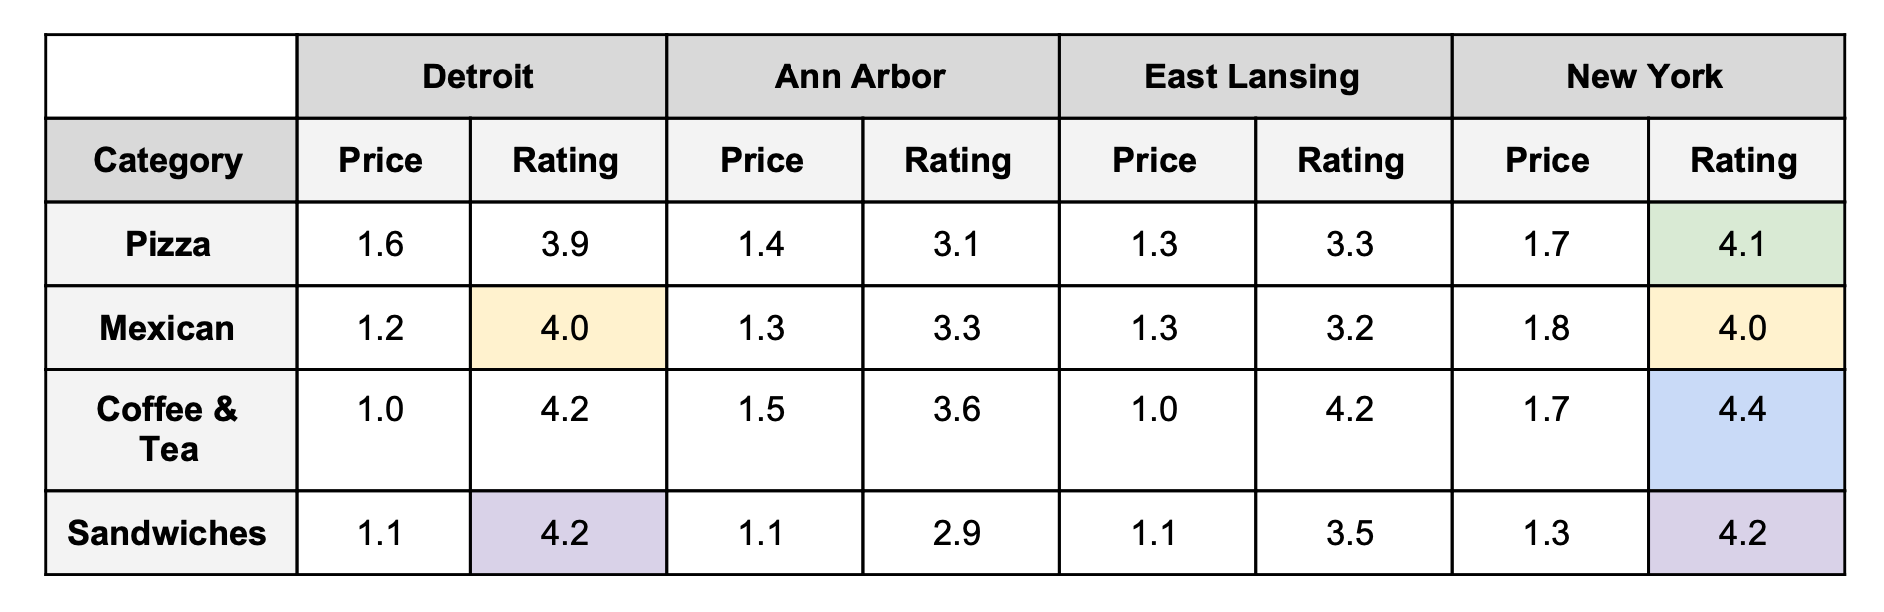 Detroit Ann Arbor East Lansing New York
Category Price Rating Price Rating Price Rating Price Rating
Pizza 1.6 3.9 1.4 3.1 1.3 3.3 1.7 4.1
Mexican 1.2 4.0 1.3 3.3 1.3 3.2 1.8 4.0
Coffee & 1.0 4.2 1.5 3.6 1.0 4.2 1.7 4.4
Tea
Sandwiches 1.1 4.2 1.1 2.9 1.1 3.5 1.3 4.2